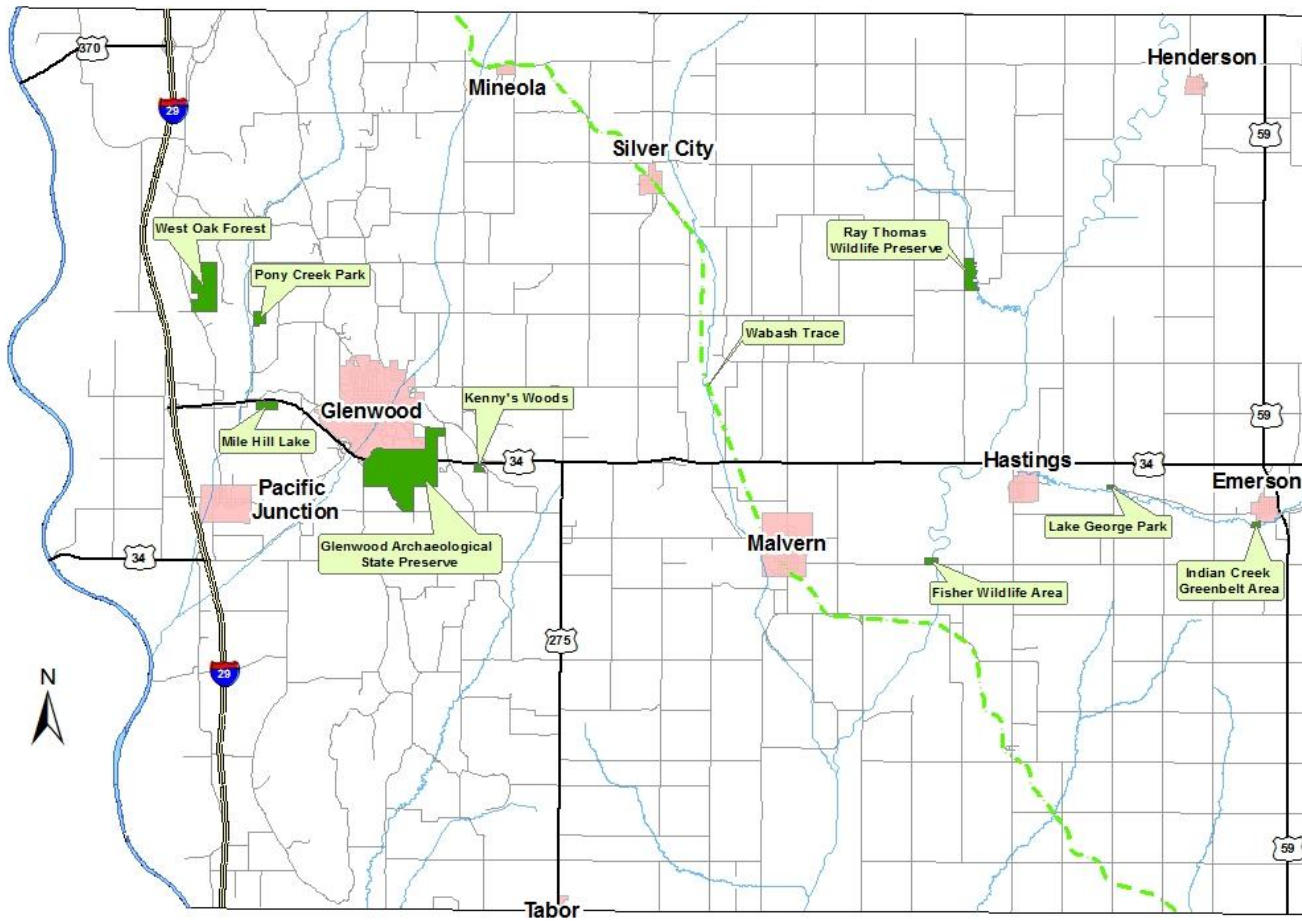 370
Mineola
Henderson
29
59
Silver City
West Oak Forest
Ray Thomas
Wildlife Preserve
Pony Creek Park
Wabash Trace
Kenny's Woods
Glenwood
59
Mile Hill Lake
34
Hastings
34
Emerson
Pacific
Junction
Lake George Park
Glenwood Archaeological
State Preserve
Malvern
34
Fisher Wildlife Area
Indian Creek
Greenbelt Area
275
N
29
59
Tabor